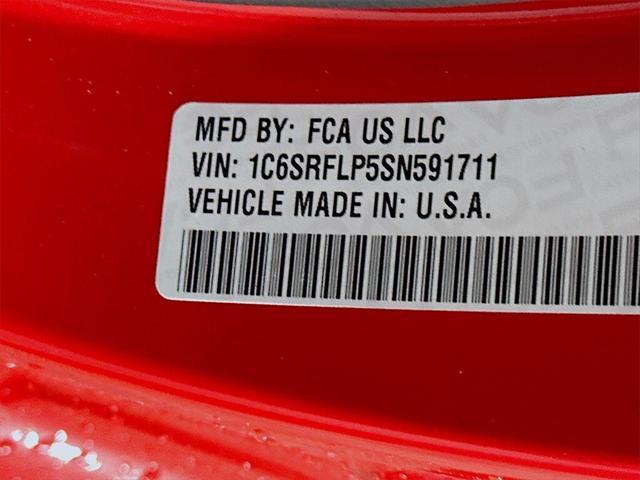 MFD BY: FCA US LLC
VIN: 1C6SRFLP5SN591711
VEHICLE MADE IN: U.S.A.